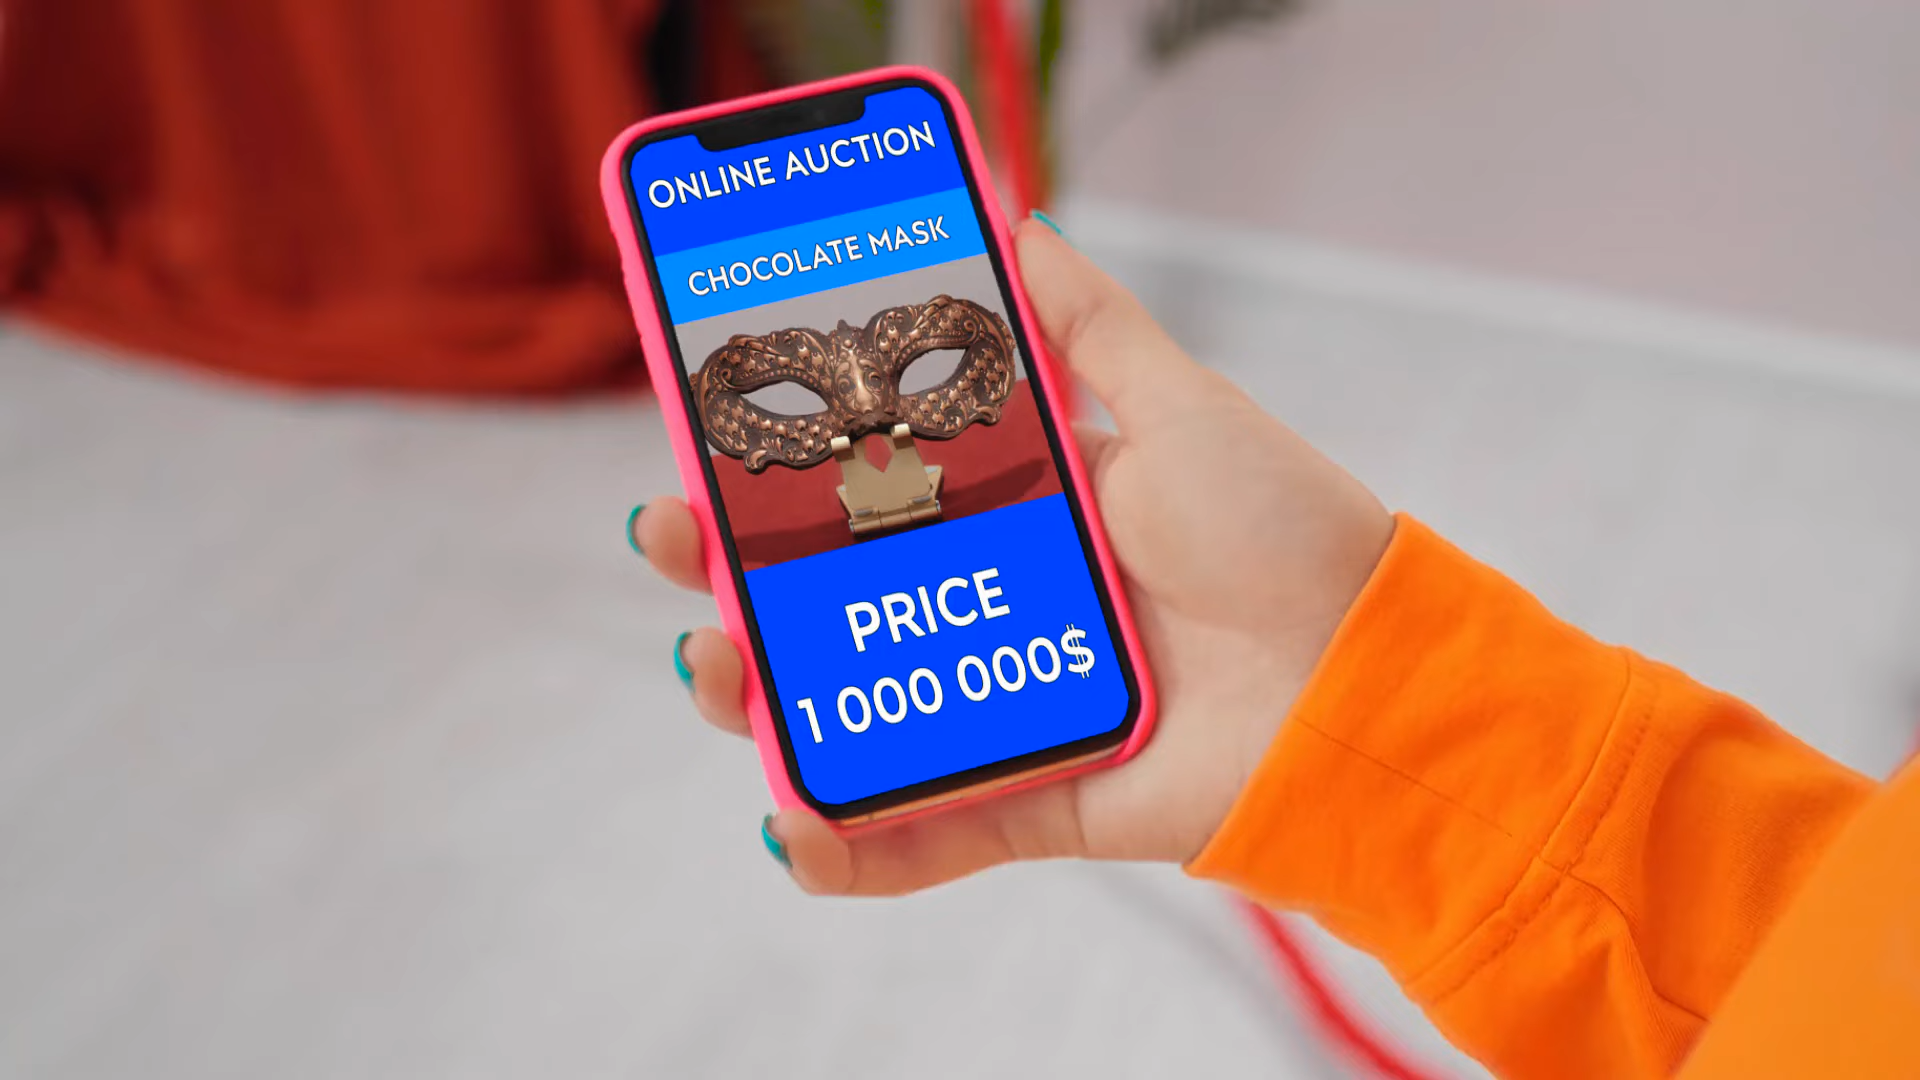 ONLINE AUCTION
CHOCOLATE MASK
PRICE
1 000 000$